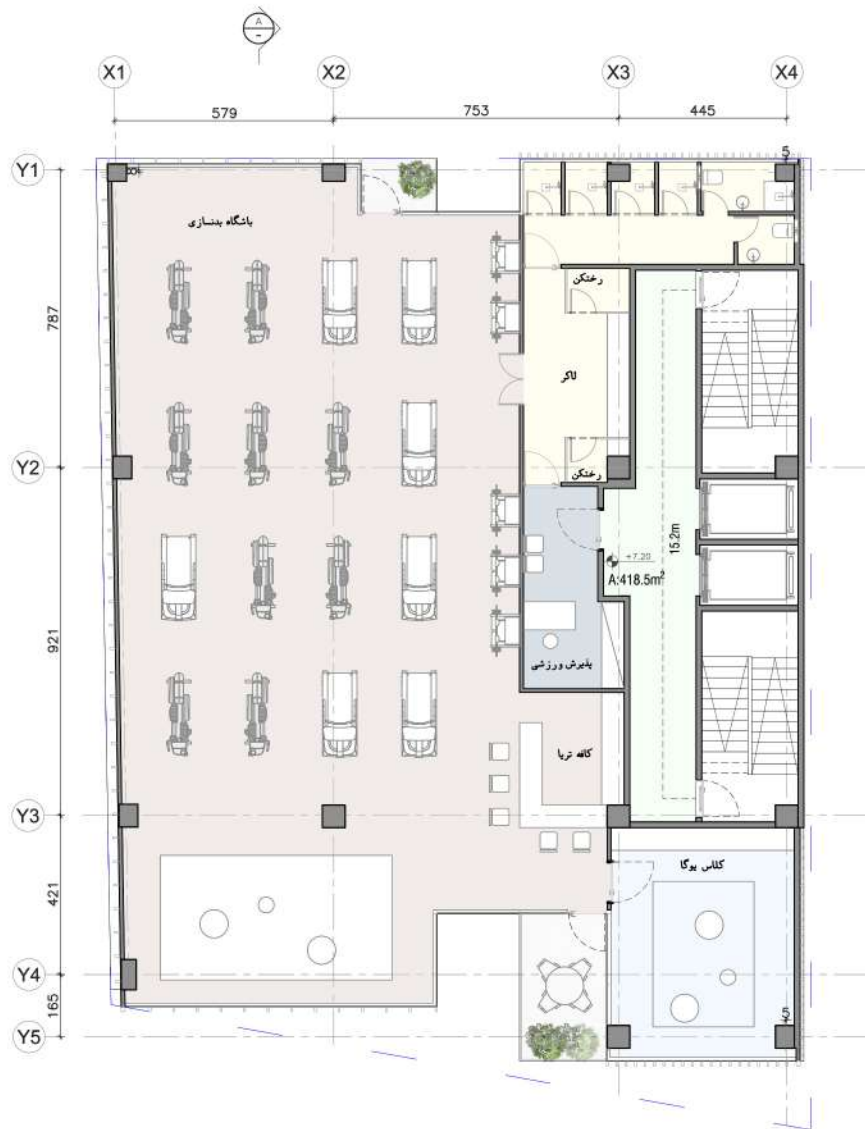 A
-
X1
X2
X3
X4
579
753
445
Y1
5
باشگاه بدنسازی
رختکن
787
لاکر
Y2
رختکن
15.2m
+7.20
A:418.5m²
921
پذیرش ورزشی
کافه تریا
Y3
کلاس یوگا
421
Y4
165
5
Y5